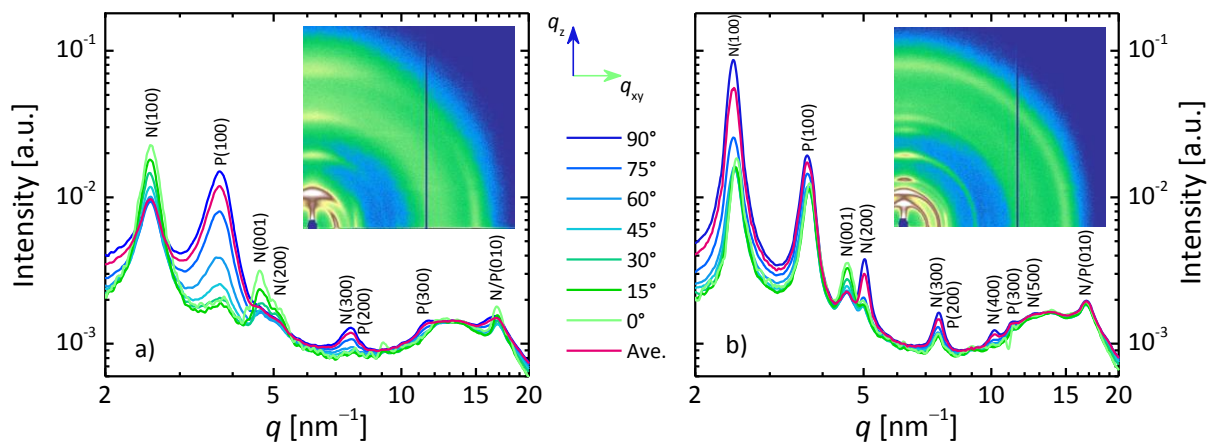 Intensity [a.u.]
10⁻¹
10⁻²
10⁻³
N(100)
P(100)
N(001)
N(200)
N(300)
P(200)
P(300)
N/P(010)
a)
2
5
10
15
20
q [nm⁻¹]
q_z
q_xy
90°
75°
60°
45°
30°
15°
0°
Ave.
N(100)
P(100)
N(001)
N(200)
N(300)
P(200)
N(400)
P(300)
N(500)
N/P(010)
b)
2
5
10
15
20
q [nm⁻¹]
10⁻¹
10⁻²
10⁻³
Intensity [a.u.]